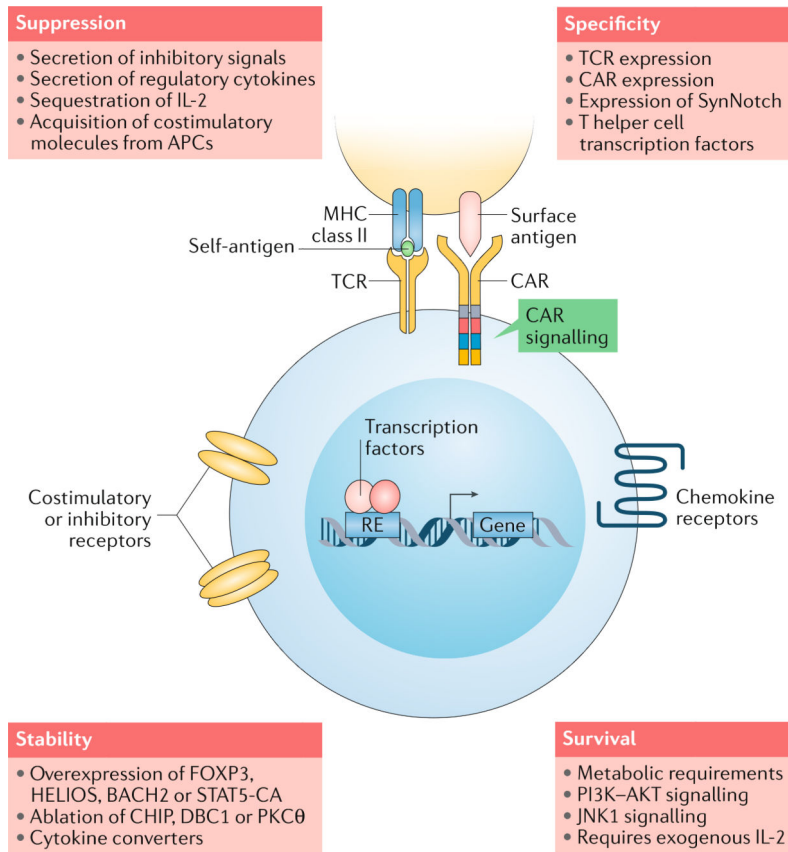 Suppression
• Secretion of inhibitory signals
• Secretion of regulatory cytokines
• Sequestration of IL-2
• Acquisition of costimulatory
molecules from APCs
Specificity
• TCR expression
• CAR expression
• Expression of SynNotch
• T helper cell
transcription factors
MHC
class II
Self-antigen
TCR
Surface
antigen
CAR
CAR
signalling
Transcription
factors
RE
Gene
Costimulatory
or inhibitory
receptors
Chemokine
receptors
Stability
• Overexpression of FOXP3,
HELIOS, BACH2 or STAT5-CA
• Ablation of CHIP, DBC1 or PKCθ
• Cytokine converters
Survival
• Metabolic requirements
• PI3K–AKT signalling
• JNK1 signalling
• Requires exogenous IL-2